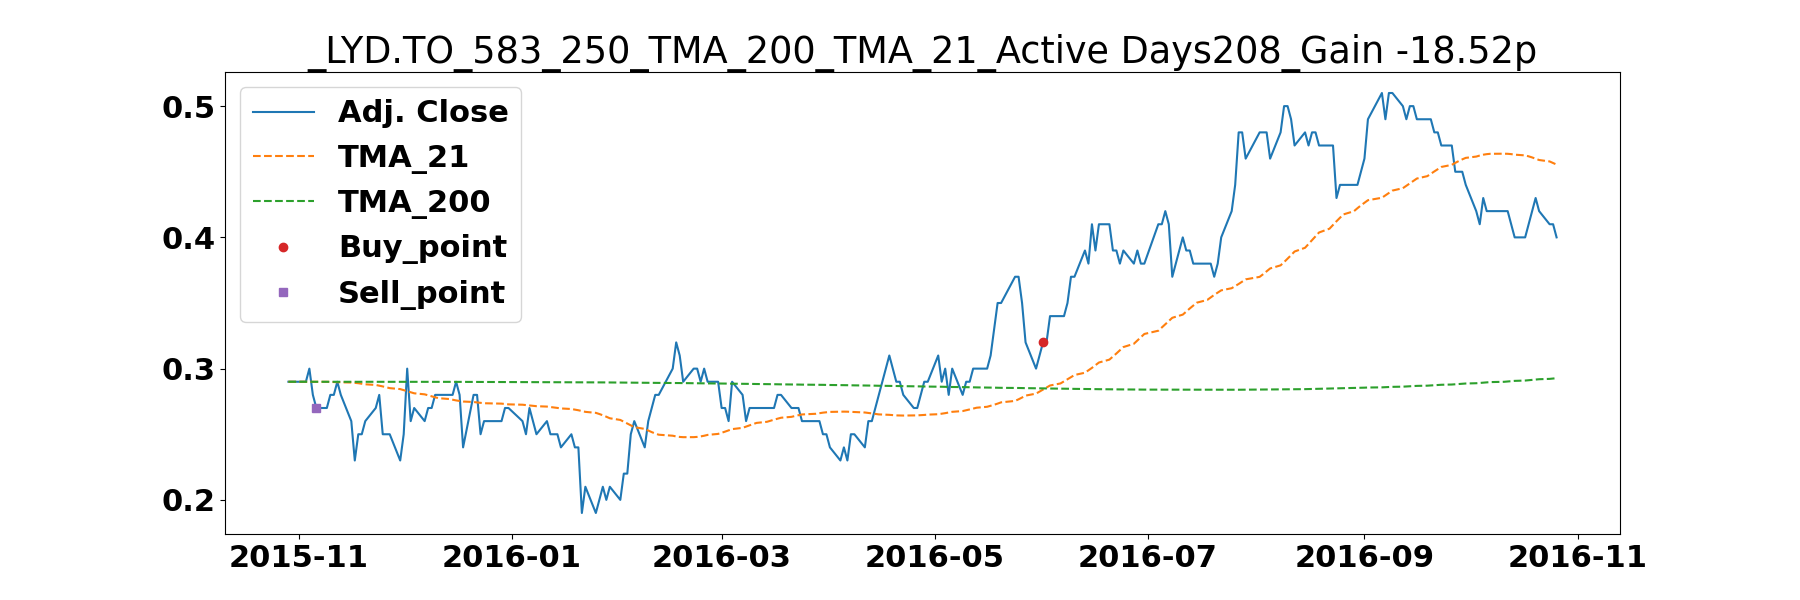 _LYD.TO_583_250_TMA_200_TMA_21_Active Days208_Gain -18.52p
Adj. Close
TMA_21
TMA_200
Buy_point
Sell_point
0.5
0.4
0.3
0.2
2015-11 2016-01 2016-03 2016-05 2016-07 2016-09 2016-11